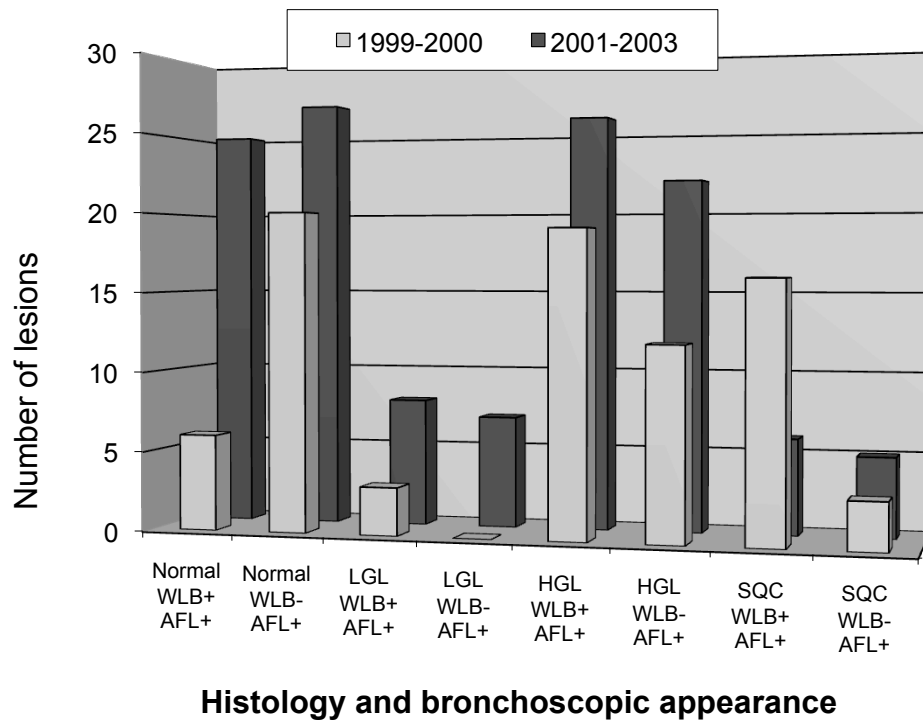 1999-2000 2001-2003
30
25
20
15
10
5
0
Number of lesions
Normal WLB+ AFL+
Normal WLB- AFL+
LGL WLB+ AFL+
LGL WLB- AFL+
HGL WLB+ AFL+
HGL WLB- AFL+
SQC WLB+ AFL+
SQC WLB- AFL+
Histology and bronchoscopic appearance